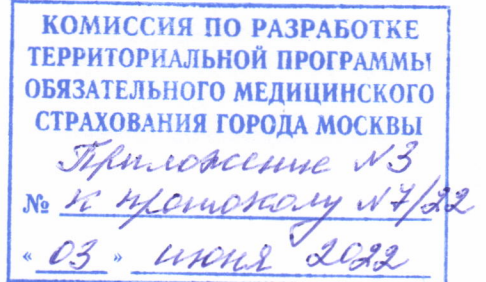 КОМИССИЯ ПО РАЗРАБОТКЕ
ТЕРРИТОРИАЛЬНОЙ ПРОГРАММЫ
ОБЯЗАТЕЛЬНОГО МЕДИЦИНСКОГО
СТРАХОВАНИЯ ГОРОДА МОСКВЫ
Приложение №3
№ к протоколу №7/22
« 03 » июня 2022